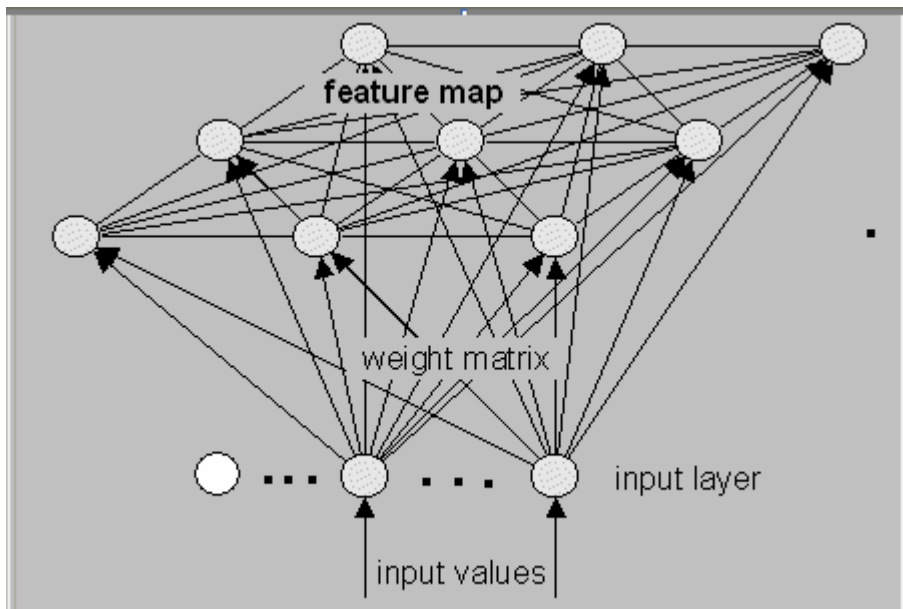 feature map
weight matrix
input layer
input values